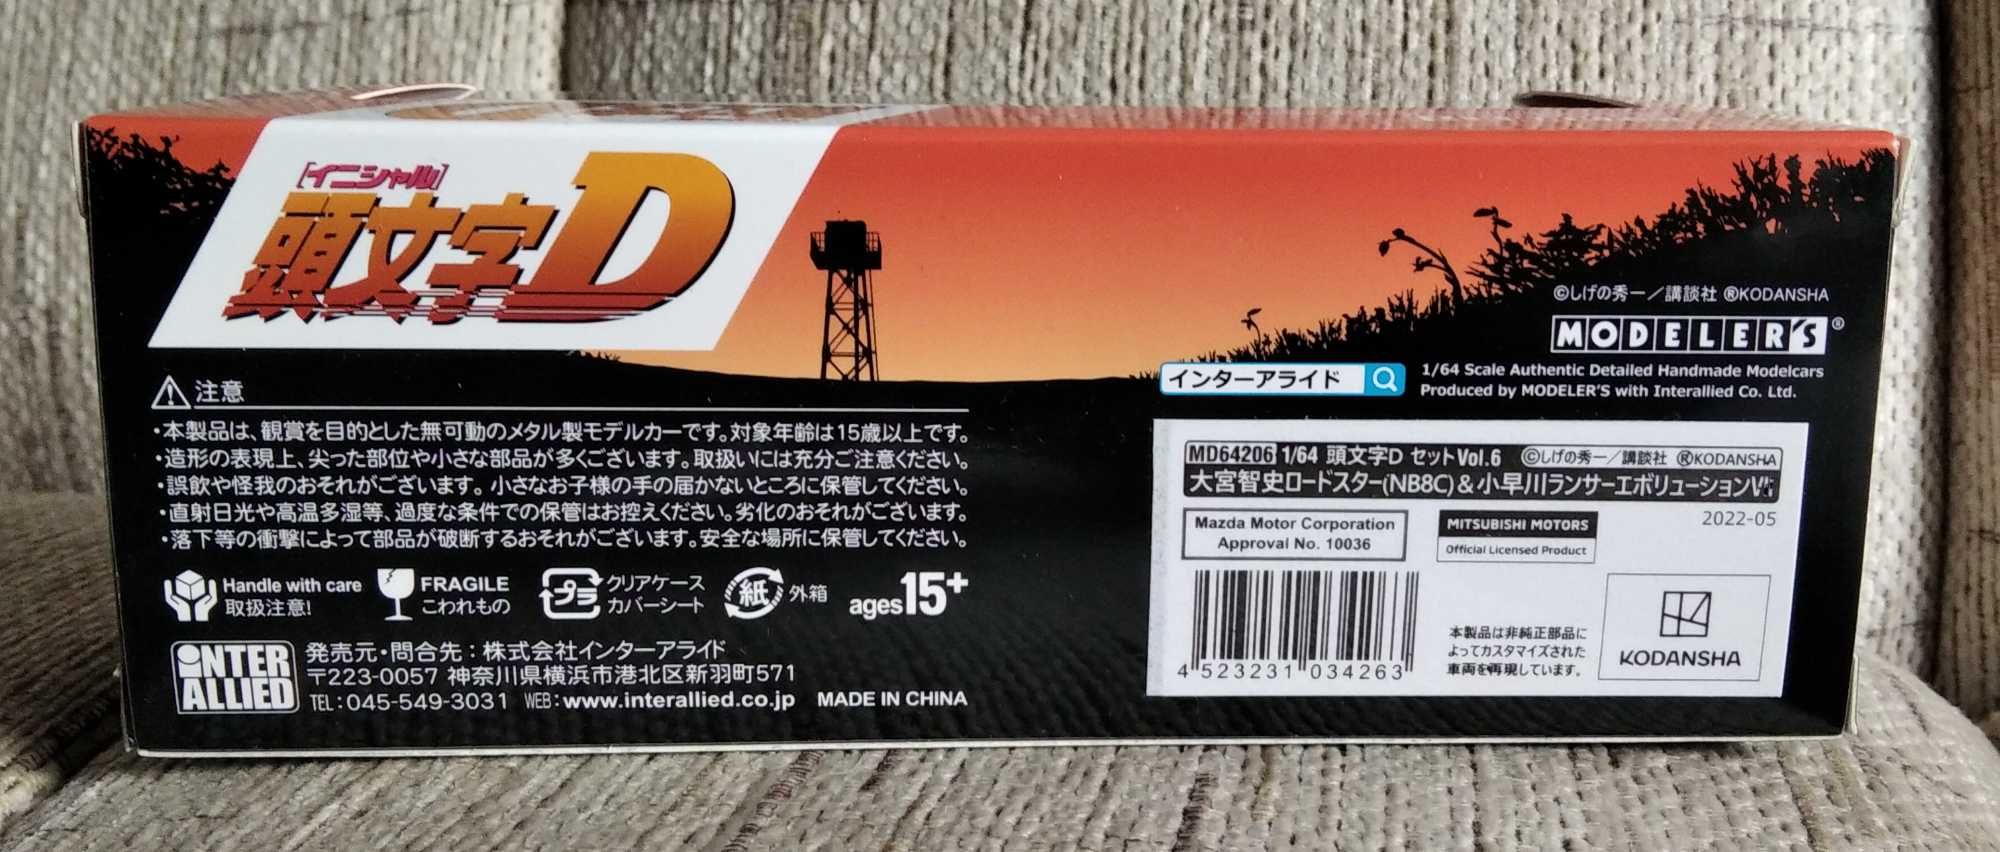 [イニシャル]
頭文字D
©しげの秀一／講談社 ®KODANSHA
MODELER'S®
インターアライド
1/64 Scale Authentic Detailed Handmade Modelcars
Produced by MODELER'S with Interallied Co. Ltd.
注意
・本製品は、観賞を目的とした無可動のメタル製モデルカーです。対象年齢は15歳以上です。
・造形の表現上、尖った部位や小さな部品が多くございます。取扱いには充分ご注意ください。
・誤飲や怪我のおそれがございます。小さなお子様の手の届かないところに保管してください。
・直射日光や高温多湿等、過度な条件での保管はお控えください。劣化のおそれがございます。
・落下等の衝撃によって部品が破断するおそれがございます。安全な場所に保管してください。
Handle with care
取扱注意!
FRAGILE
こわれもの
プラ
クリアケース
カバーシート
紙
外箱
ages15+
INTER
ALLIED
発売元・問合先：株式会社インターアライド
〒223-0057 神奈川県横浜市港北区新羽町571
TEL：045-549-3031 WEB：www.interallied.co.jp MADE IN CHINA
MD64206 1/64 頭文字D セットVol.6 ©しげの秀一／講談社 ®KODANSHA
大宮智史ロードスター(NB8C)＆小早川ランサーエボリューション
2022-05
Mazda Motor Corporation
Approval No. 10036
MITSUBISHI MOTORS
Official Licensed Product
4 523231 034263
本製品は非純正部品に
よってカスタマイズされた
車両を再現しています。
KODANSHA